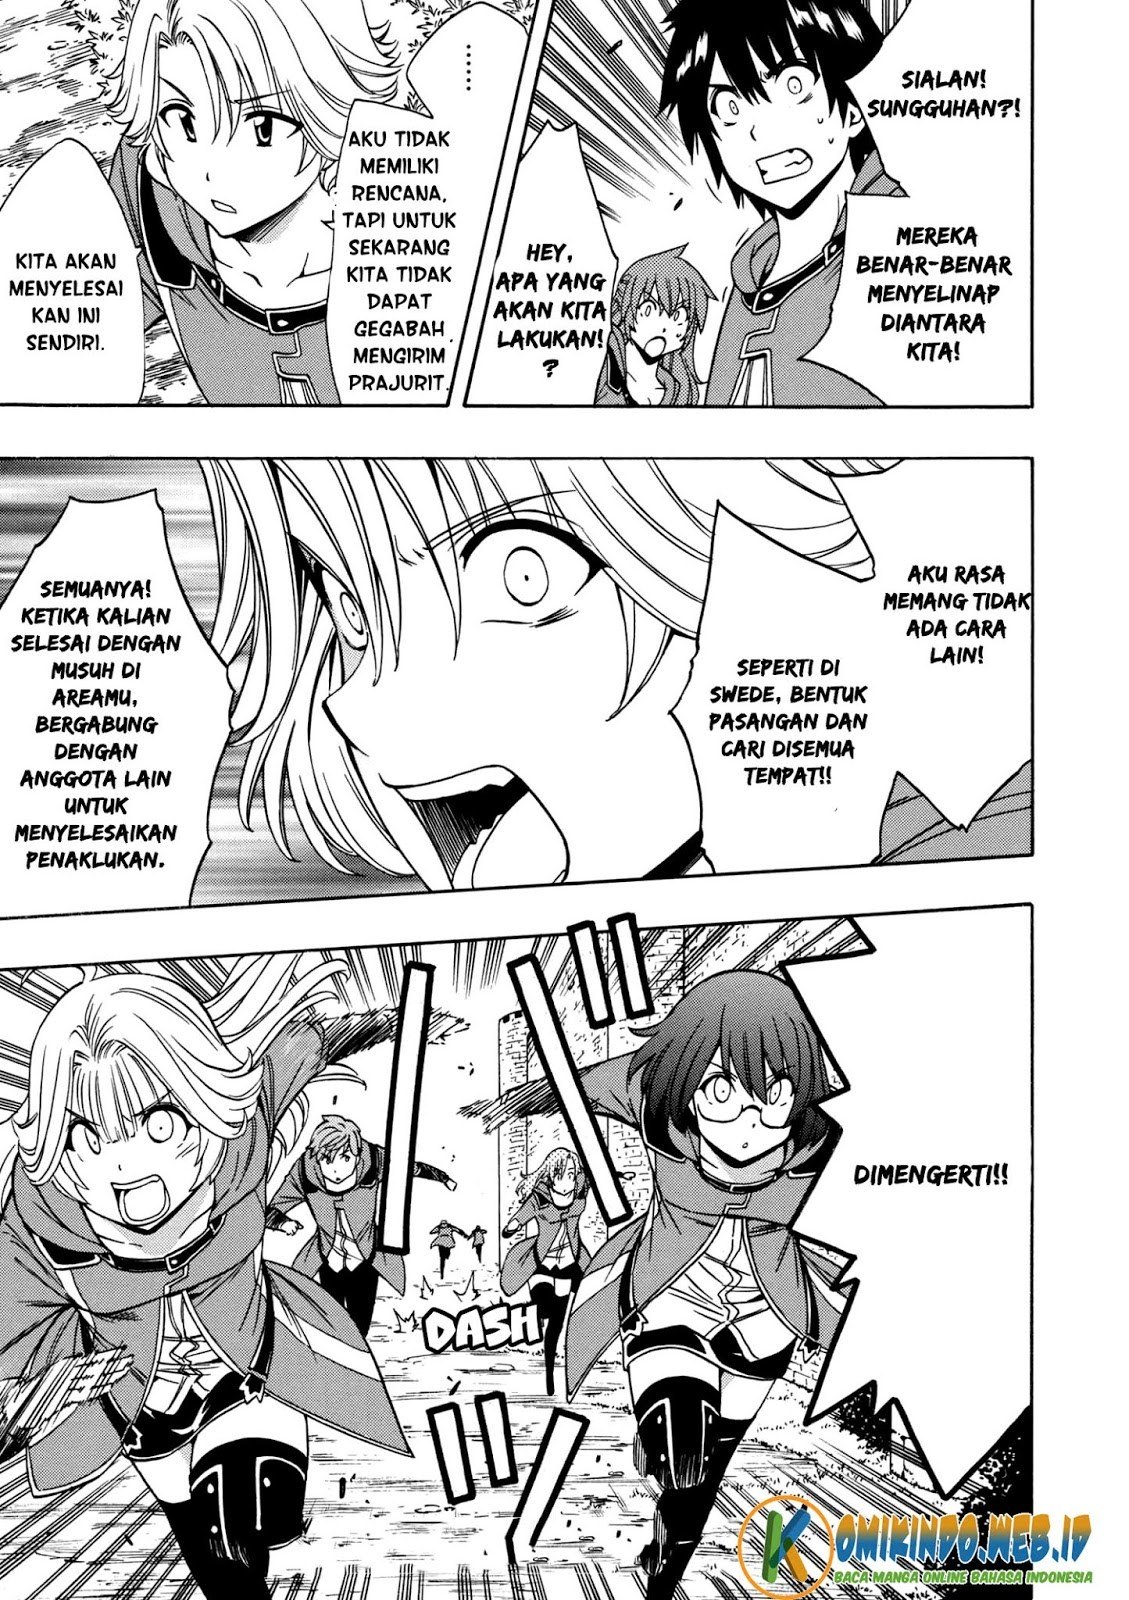 SIALAN!
SUNGGUHAN?!
MEREKA
BENAR-BENAR
MENYELINAP
DIANTARA
KITA!
HEY,
APA YANG
AKAN KITA
LAKUKAN!
?
......
AKU TIDAK
MEMILIKI
RENCANA,
TAPI UNTUK
SEKARANG
KITA TIDAK
DAPAT
GEGABAH
MENGIRIM
PRAJURIT.
KITA AKAN
MENYELESAI
KAN INI
SENDIRI.
AKU RASA
MEMANG TIDAK
ADA CARA
LAIN!
SEPERTI DI
SWEDE, BENTUK
PASANGAN DAN
CARI DISEMUA
TEMPAT!!
SEMUANYA!
KETIKA KALIAN
SELESAI DENGAN
MUSUH DI
AREAMU,
BERGABUNG
DENGAN
ANGGOTA LAIN
UNTUK
MENYELESAIKAN
PENAKLUKAN.
DIMENGERTI!!
DASH
KOMIKINDO.WEB.ID
BACA MANGA ONLINE BAHASA INDONESIA